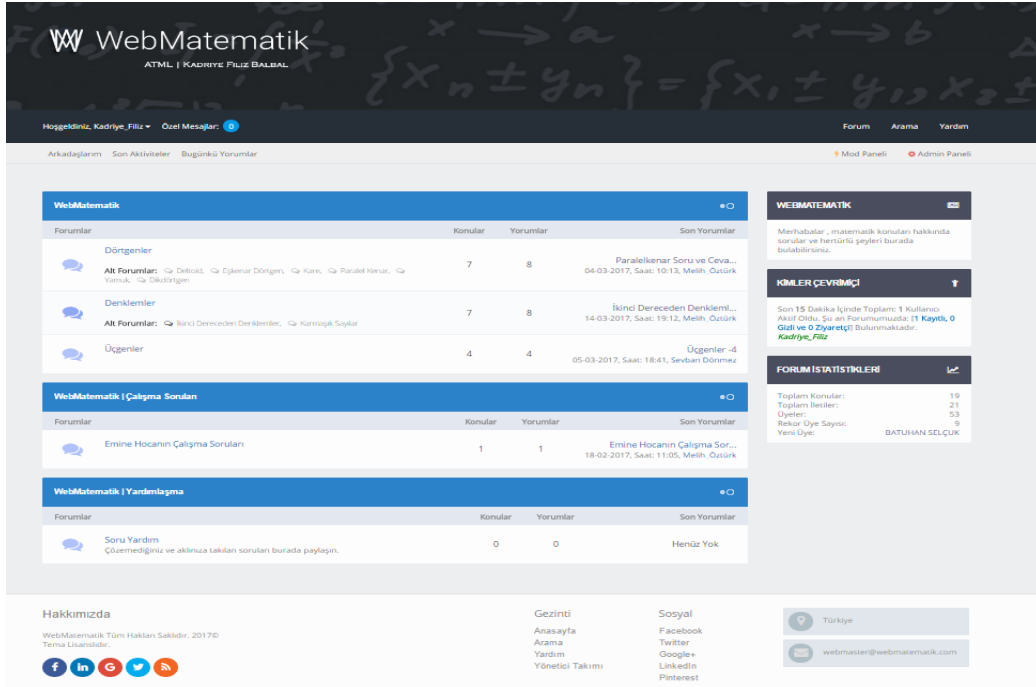 WebMatematik
ATML | KADRIYE FILIZ BALBAL
Hoşgeldiniz, Kadriye_Filiz Özel Mesajlar: 0 Forum Arama Yardım
Arkadaşlarım Son Aktiviteler Bugünkü Yorumlar Mod Paneli Admin Paneli
WebMatematik
Forumlar Konular Yorumlar Son Yorumlar
Dörtgenler
Alt Forumlar: Deltoid, Eşkenar Dörtgen, Kare, Paralel Kenar,
Yamuk, Dikdörtgen
7 8
Paralelkenar Soru ve Ceva...
04-03-2017, Saat: 10:13, Melih_Öztürk
Denklemler
Alt Forumlar: İkinci Dereceden Denklemler, Karmaşık Sayılar
7 8
İkinci Dereceden Denkleml...
14-03-2017, Saat: 19:12, Melih_Öztürk
Üçgenler
4 4
Üçgenler -4
05-03-2017, Saat: 18:41, Sevban Dönmez
WebMatematik | Çalışma Soruları
Forumlar Konular Yorumlar Son Yorumlar
Emine Hocanın Çalışma Soruları
1 1
Emine Hocanın Çalışma Sor...
18-02-2017, Saat: 11:05, Melih_Öztürk
WebMatematik | Yardımlaşma
Forumlar Konular Yorumlar Son Yorumlar
Soru Yardım
Çözemediğiniz ve aklınıza takılan soruları burada paylaşın.
0 0 Henüz Yok
WEBMATEMATİK
Merhabalar , matematik konuları hakkında
sorular ve hertürlü şeyleri burada
bulabilirsiniz.
KİMLER ÇEVRİMİÇİ
Son 15 Dakika İçinde Toplam: 1 Kullanıcı
Aktif Oldu. Şu an Forumumuzda; [1 Kayıtlı, 0
Gizli ve 0 Ziyaretçi] Bulunmaktadır.
Kadriye_Filiz
FORUM İSTATİSTİKLERİ
Toplam Konular: 19
Toplam İletiler: 21
Üyeler: 53
Rekor Üye Sayısı: 9
Yeni Üye: BATUHAN SELÇUK
Hakkımızda
WebMatematik Tüm Hakları Saklıdır. 2017©
Tema Lisanslıdır.
Gezinti
Anasayfa
Arama
Yardım
Yönetici Takımı
Sosyal
Facebook
Twitter
Google+
LinkedIn
Pinterest
Türkiye
webmaster@webmatematik.com